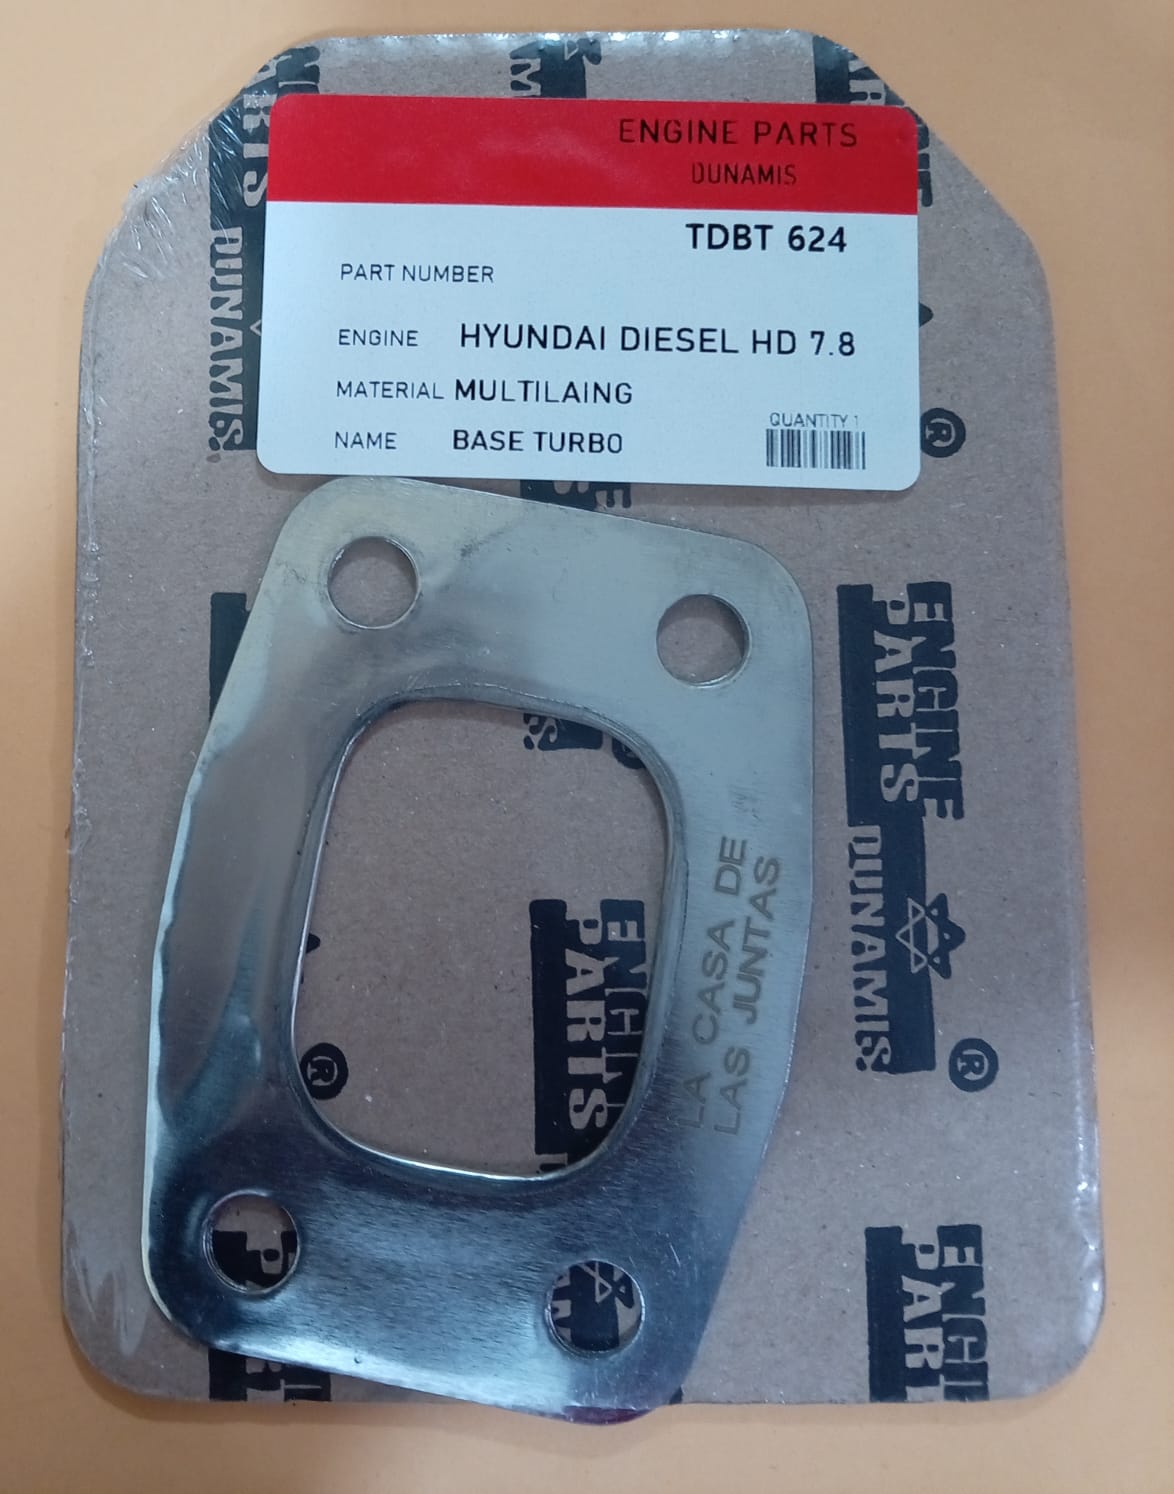 ENGINE PARTS
DUNAMIS
TDBT 624
PART NUMBER
ENGINE HYUNDAI DIESEL HD 7.8
MATERIAL MULTILAING
NAME BASE TURBO
QUANTITY 1
LA CASA DE
LAS JUNTAS
ENGINE
PARTS
DUNAMIS
®
ENGINE
PARTS
®
DUNAMIS
®